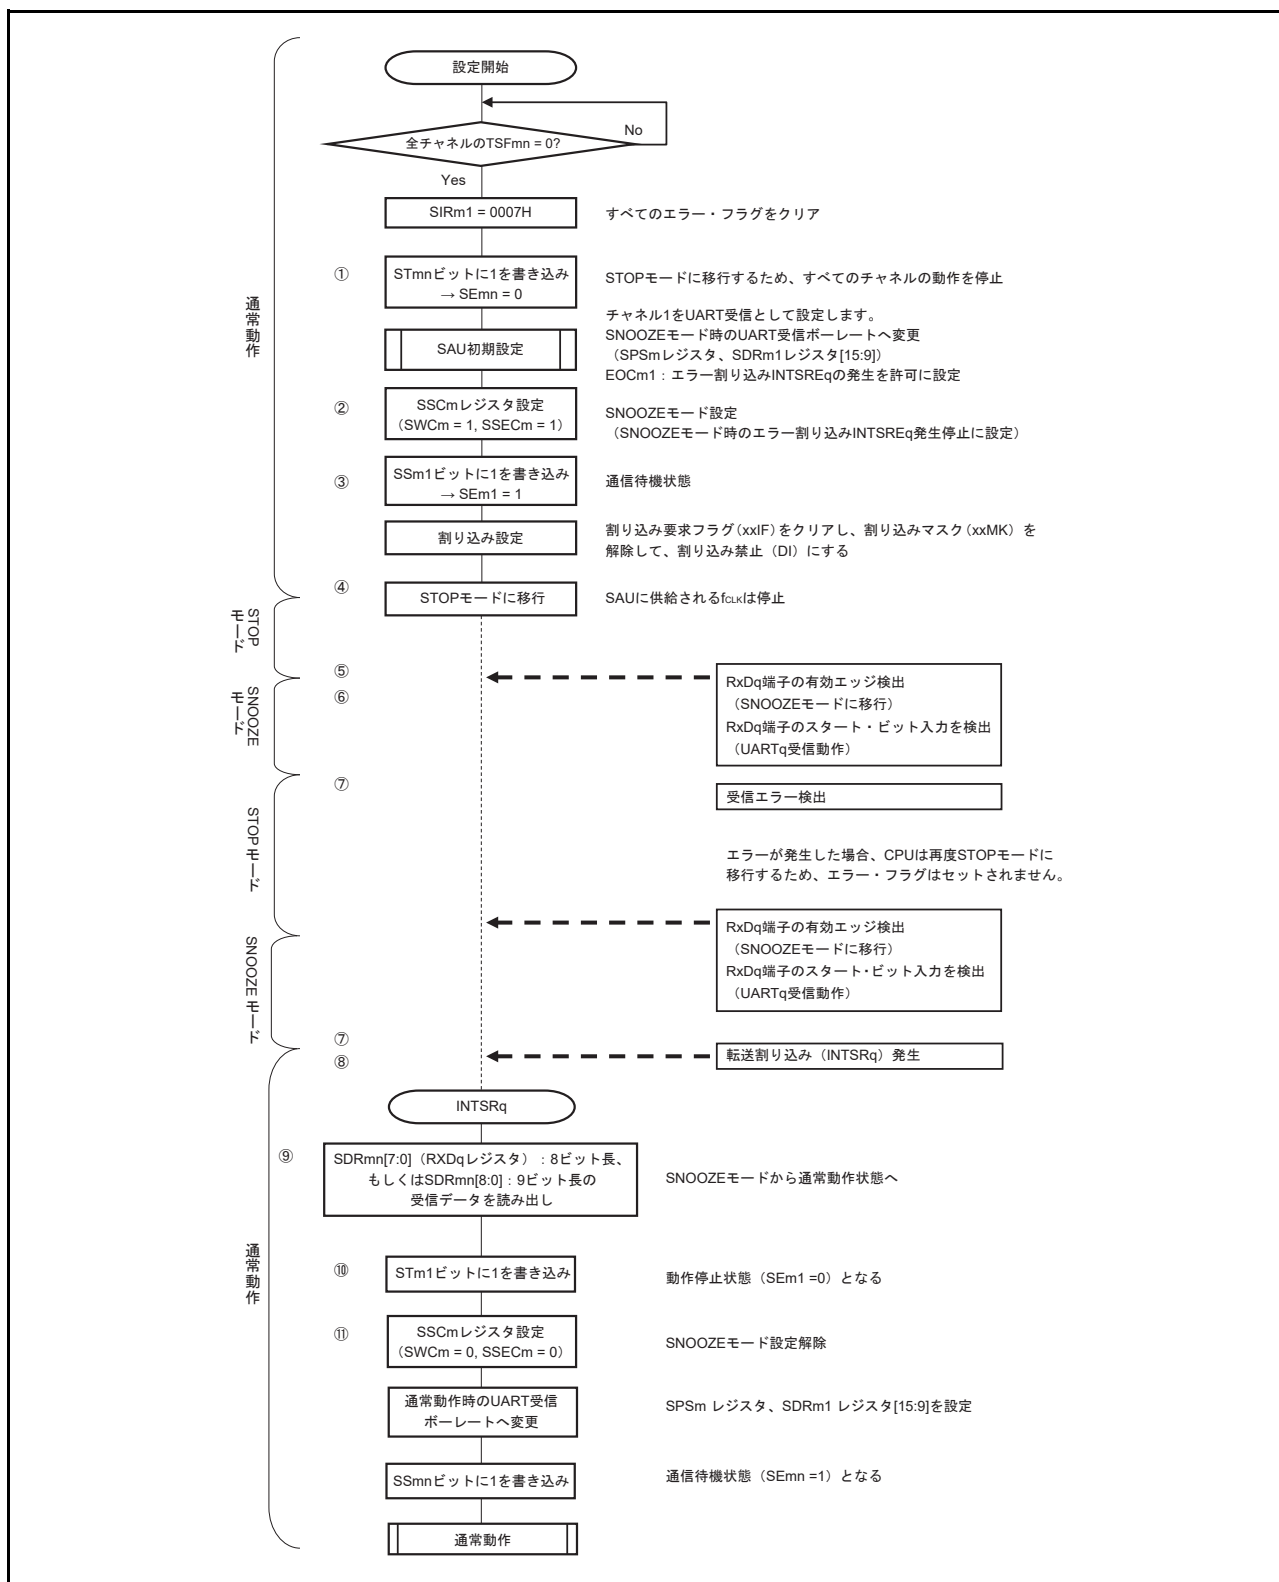 設定開始
No
全チャネルのTSFmn = 0?
Yes
SIRm1 = 0007H
すべてのエラー・フラグをクリア
①
STmnビットに1を書き込み
→ SEmn = 0
STOPモードに移行するため、すべてのチャネルの動作を停止
通常動作
SAU初期設定
チャネル1をUART受信として設定します。
SNOOZEモード時のUART受信ボーレートへ変更
（SPSmレジスタ、SDRm1レジスタ[15:9]）
EOCm1：エラー割り込みINTSREqの発生を許可に設定
②
SSCmレジスタ設定
（SWCm = 1, SSECm = 1）
SNOOZEモード設定
（SNOOZEモード時のエラー割り込みINTSREq発生停止に設定）
③
SSm1ビットに1を書き込み
→ SEm1 = 1
通信待機状態
割り込み設定
割り込み要求フラグ（xxIF）をクリアし、割り込みマスク（xxMK）を
解除して、割り込み禁止（DI）にする
④
STOPモードに移行
SAUに供給されるfCLKは停止
STOP
モード
⑤
SNOOZE
モード
⑥
RxDq端子の有効エッジ検出
（SNOOZEモードに移行）
RxDq端子のスタート・ビット入力を検出
（UARTq受信動作）
⑦
受信エラー検出
STOPモード
エラーが発生した場合、CPUは再度STOPモードに
移行するため、エラー・フラグはセットされません。
SNOOZEモード
RxDq端子の有効エッジ検出
（SNOOZEモードに移行）
RxDq端子のスタート・ビット入力を検出
（UARTq受信動作）
⑦
⑧
転送割り込み（INTSRq）発生
INTSRq
⑨
SDRmn[7:0]（RXDqレジスタ）：8ビット長、
もしくはSDRmn[8:0]：9ビット長の
受信データを読み出し
SNOOZEモードから通常動作状態へ
通常動作
⑩
STm1ビットに1を書き込み
動作停止状態（SEm1 =0）となる
⑪
SSCmレジスタ設定
（SWCm = 0, SSECm = 0）
SNOOZEモード設定解除
通常動作時のUART受信
ボーレートへ変更
SPSm レジスタ、SDRm1 レジスタ[15:9]を設定
SSmnビットに1を書き込み
通信待機状態（SEmn =1）となる
通常動作